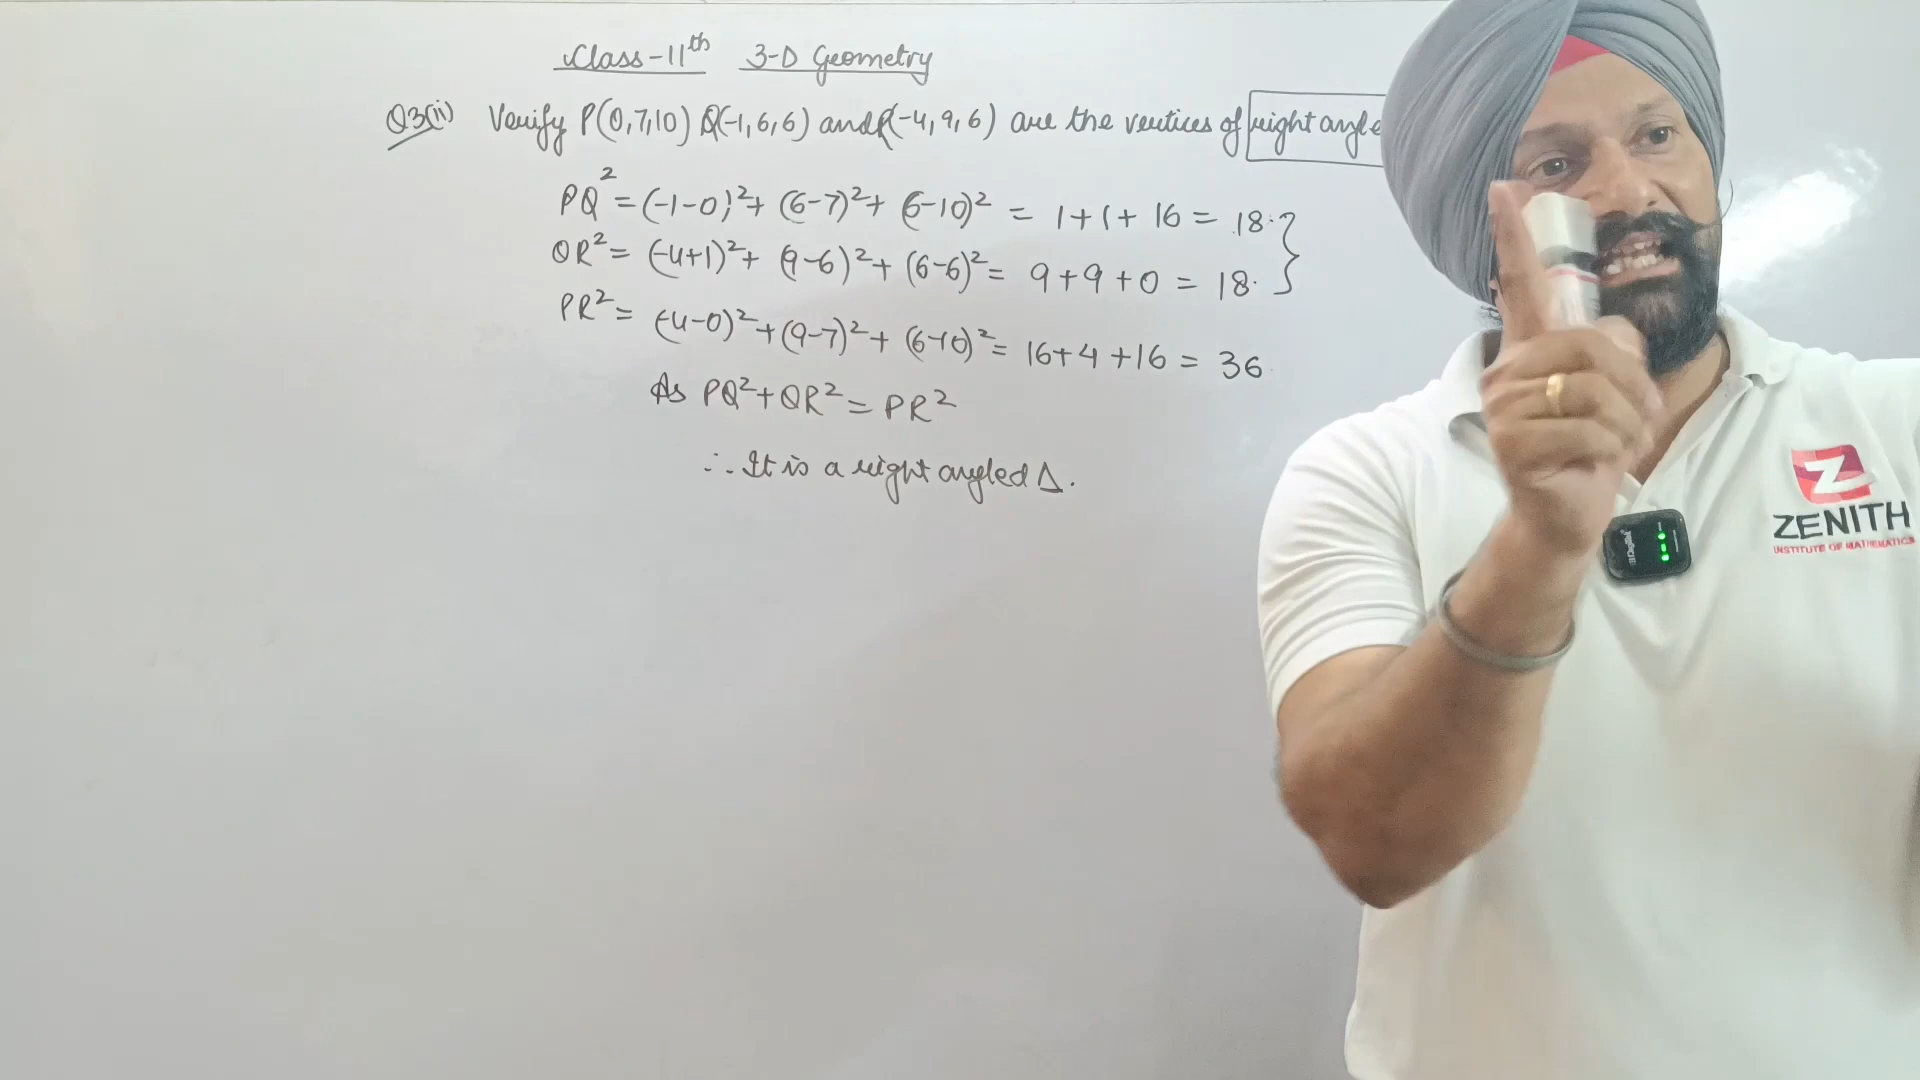 Class-11th 3-D Geometry
Q3(ii) Verify P(0,7,10) Q(-1,6,6) and R(-4,9,6) are the vertices of right angle
PQ² = (-1-0)² + (6-7)² + (6-10)² = 1+1+16 = 18.
QR² = (-4+1)² + (9-6)² + (6-6)² = 9+9+0 = 18.
PR² = (-4-0)² + (9-7)² + (6-10)² = 16+4+16 = 36
As PQ² + QR² = PR²
∴ It is a right angled Δ.
Z
ZENITH
INSTITUTE OF MATHEMATICS